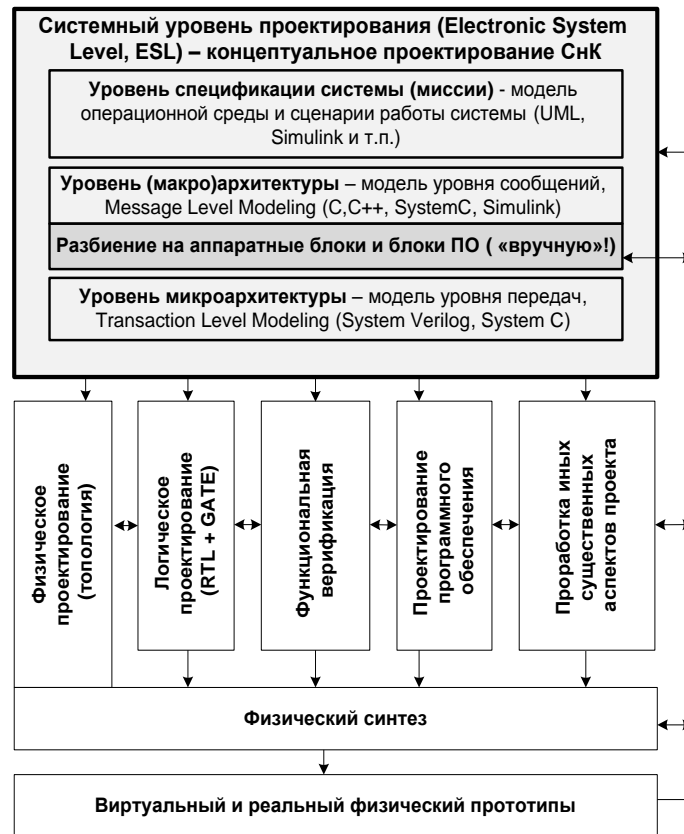 Системный уровень проектирования (Electronic System
Level, ESL) – концептуальное проектирование СнК
Уровень спецификации системы (миссии) - модель
операционной среды и сценарии работы системы (UML,
Simulink и т.п.)
Уровень (макро)архитектуры – модель уровня сообщений,
Message Level Modeling (C,C++, SystemC, Simulink)
Разбиение на аппаратные блоки и блоки ПО ( «вручную»!)
Уровень микроархитектуры – модель уровня передач,
Transaction Level Modeling (System Verilog, System C)
Физическое
проектирование
(топология)
Логическое
проектирование
(RTL + GATE)
Функциональная
верификация
Проектирование
программного
обеспечения
Проработка иных
существенных
аспектов проекта
Физический синтез
Виртуальный и реальный физический прототипы